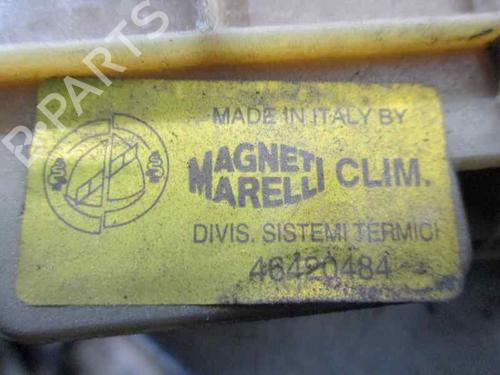 B-PARTS
MADE IN ITALY BY
MAGNETI MARELLI CLIM.
DIVIS. SISTEMI TERMICI
46420484